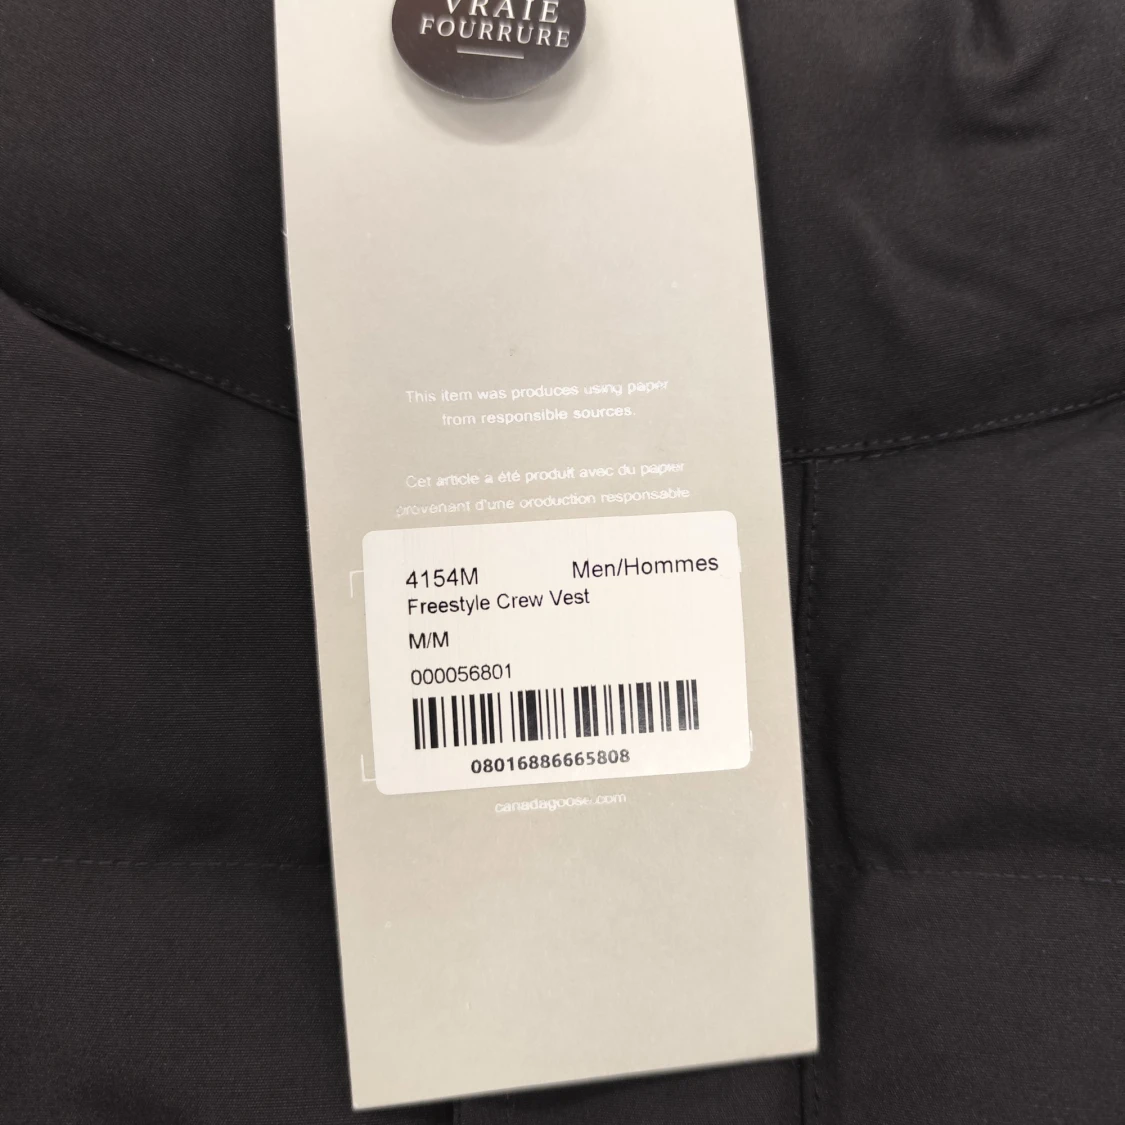 VRAIE
FOURRURE
This item was produces using paper
from responsible sources.
Cet article a été produit avec du papier
provenant d'une oroduction responsable
4154M
Men/Hommes
Freestyle Crew Vest
M/M
000056801
08016886665808
canadagoose.com